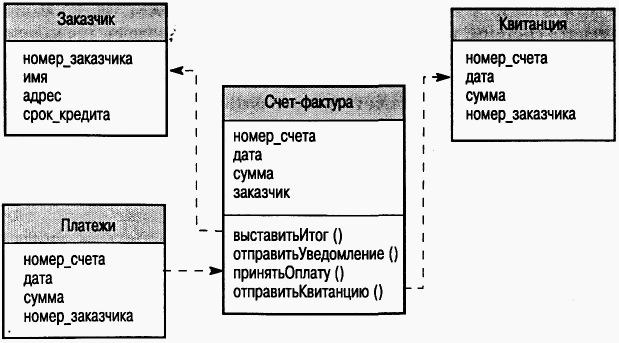 Заказчик
номер_заказчика
имя
адрес
срок_кредита
Квитанция
номер_счета
дата
сумма
номер_заказчика
Счет-фактура
номер_счета
дата
сумма
заказчик
выставитьИтог ()
отправитьУведомление ()
принятьОплату ()
отправитьКвитанцию ()
Платежи
номер_счета
дата
сумма
номер_заказчика